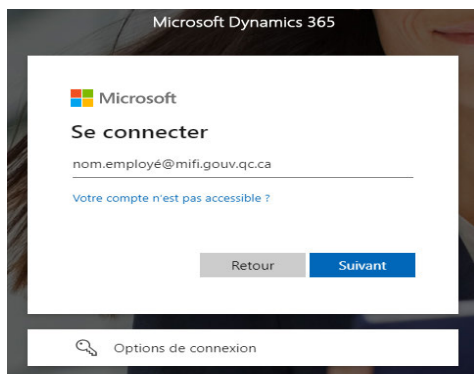 Microsoft Dynamics 365
Microsoft
Se connecter
nom.employé@mifi.gouv.qc.ca
Votre compte n'est pas accessible ?
Retour
Suivant
Options de connexion